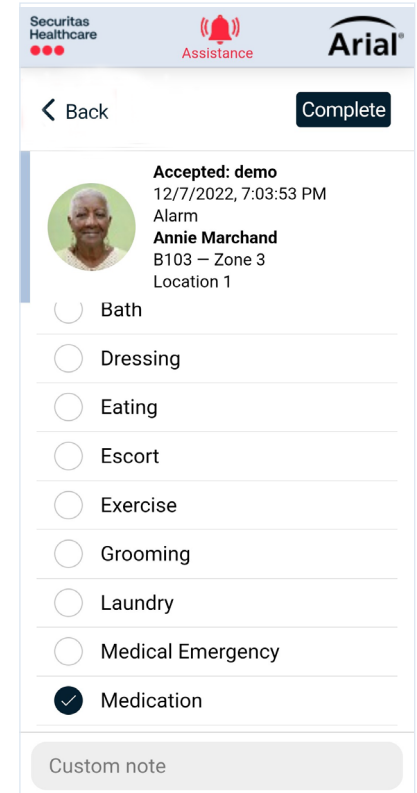 Securitas
Healthcare
Assistance
Arial®
Back
Complete
Accepted: demo
12/7/2022, 7:03:53 PM
Alarm
Annie Marchand
B103 — Zone 3
Location 1
Bath
Dressing
Eating
Escort
Exercise
Grooming
Laundry
Medical Emergency
Medication
Custom note